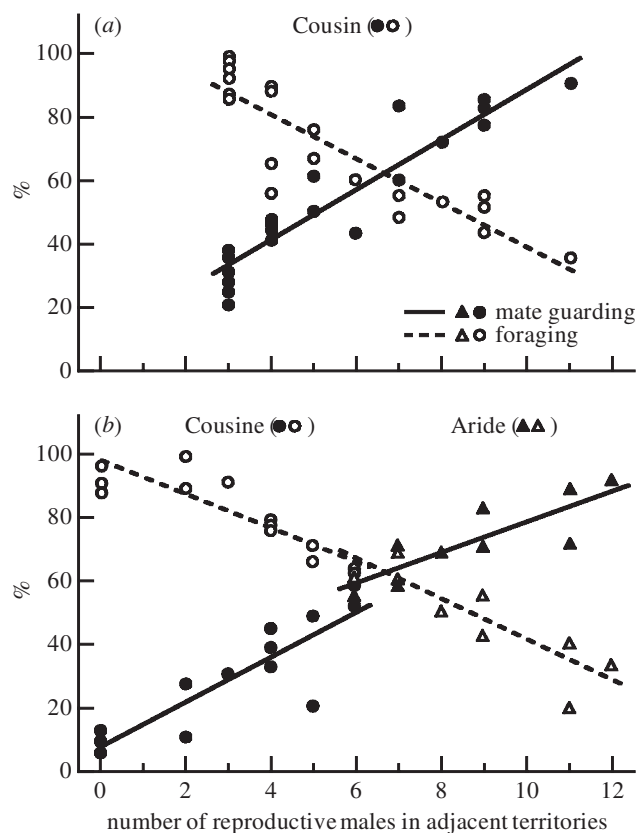 (a)
Cousin (●○)
100
80
60
%
40
20
0
▲● mate guarding
△○ foraging
(b)
Cousine (●○)
Aride (▲△)
100
80
60
%
40
20
0
0 2 4 6 8 10 12
number of reproductive males in adjacent territories